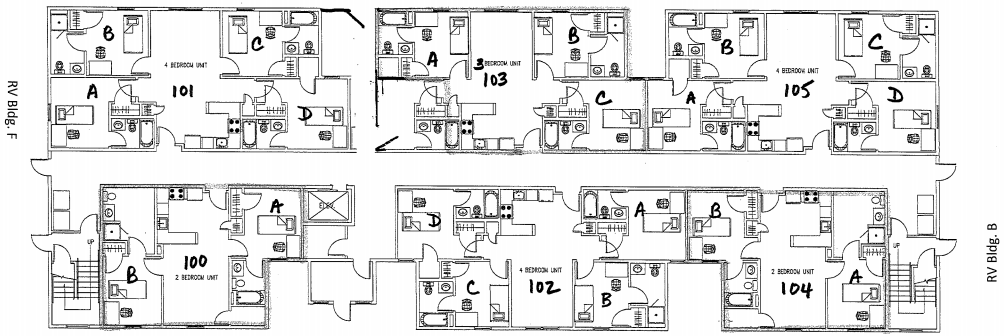 B
C
4 BEDROOM UNIT
101
A
D
A
3 BEDROOM UNIT
103
B
C
B
C
4 BEDROOM UNIT
105
A
D
RV Bldg. F
RV Bldg. B
A
100
2 BEDROOM UNIT
B
UP
ELEV
D
A
4 BEDROOM UNIT
102
C
B
B
2 BEDROOM UNIT
104
A
UP